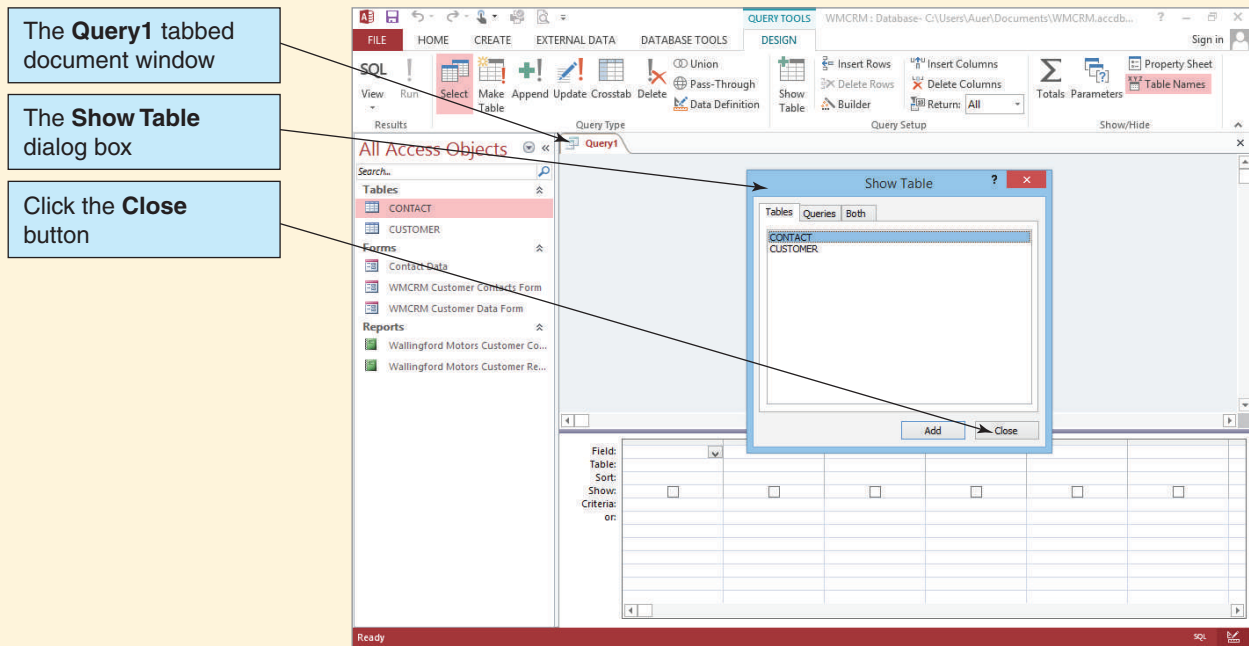 The Query1 tabbed
document window
The Show Table
dialog box
Click the Close
button
QUERY TOOLS WMCRM : Database- C:\Users\Auer\Documents\WMCRM.accdb... ?
FILE HOME CREATE EXTERNAL DATA DATABASE TOOLS DESIGN Sign in
SQL
View Run Select Make Table Append Update Crosstab Delete
Union
Pass-Through
Data Definition
Show Table
Insert Rows
Delete Rows
Builder
Insert Columns
Delete Columns
Return: All
Totals Parameters
Property Sheet
XYZ Table Names
Results Query Type Query Setup Show/Hide
All Access Objects «
Search...
Tables
CONTACT
CUSTOMER
Forms
Contact Data
WMCRM Customer Contacts Form
WMCRM Customer Data Form
Reports
Wallingford Motors Customer Co...
Wallingford Motors Customer Re...
Query1
Show Table ?
Tables Queries Both
CONTACT
CUSTOMER
Add Close
Field:
Table:
Sort:
Show:
Criteria:
or:
Ready SQL